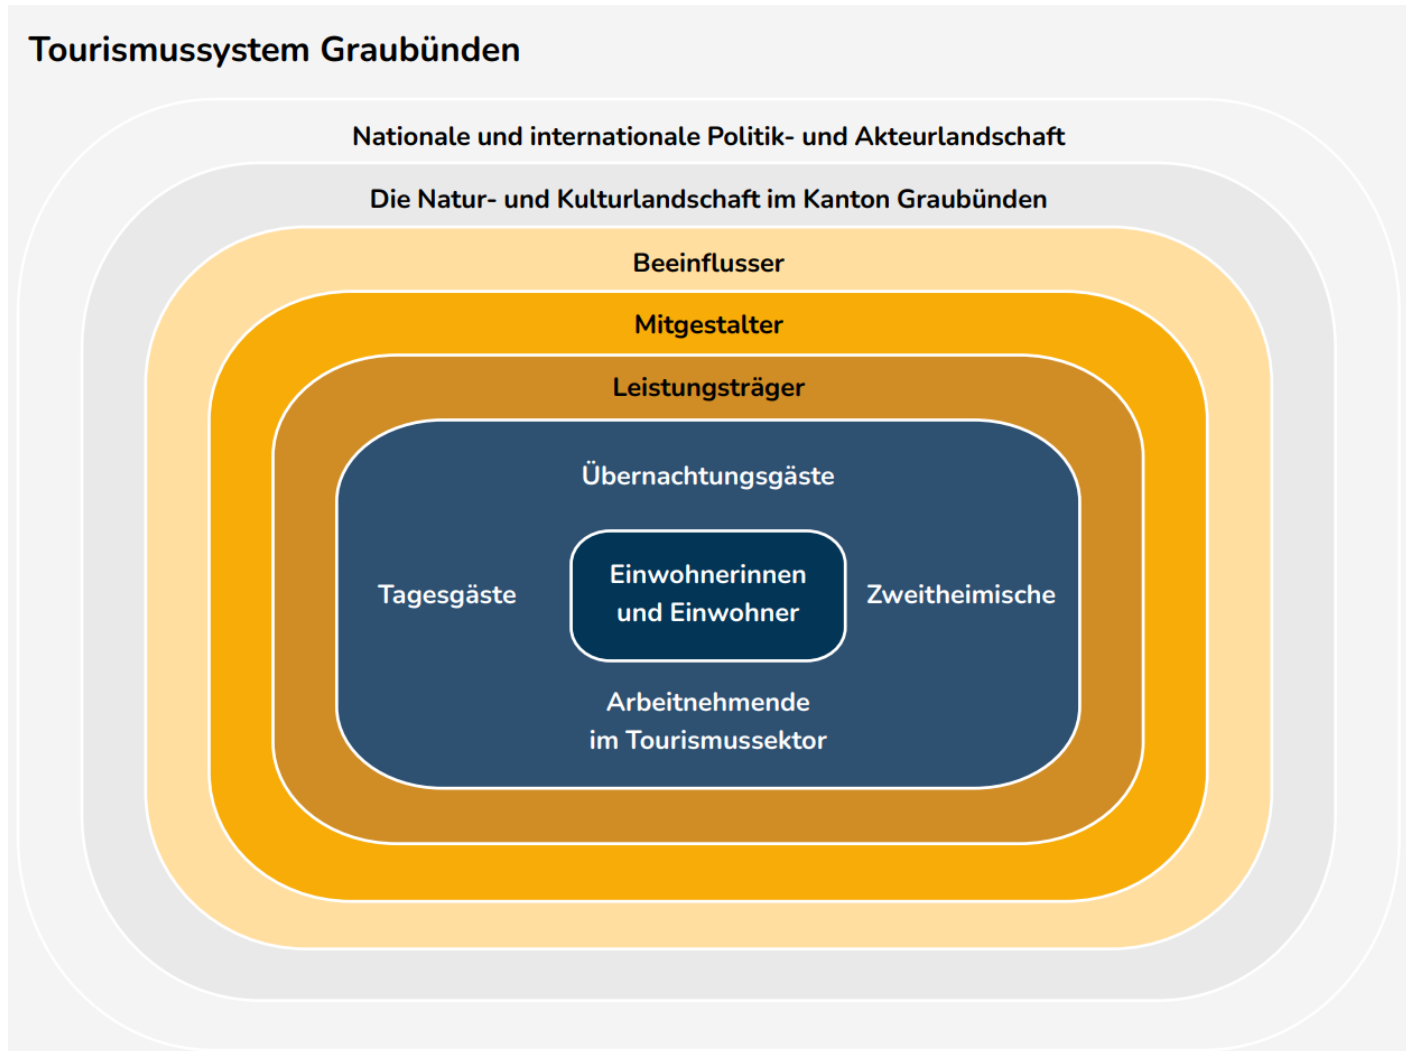 Tourismussystem Graubünden
Nationale und internationale Politik- und Akteurlandschaft
Die Natur- und Kulturlandschaft im Kanton Graubünden
Beeinflusser
Mitgestalter
Leistungsträger
Übernachtungsgäste
Tagesgäste
Einwohnerinnen
und Einwohner
Zweitheimische
Arbeitnehmende
im Tourismussektor